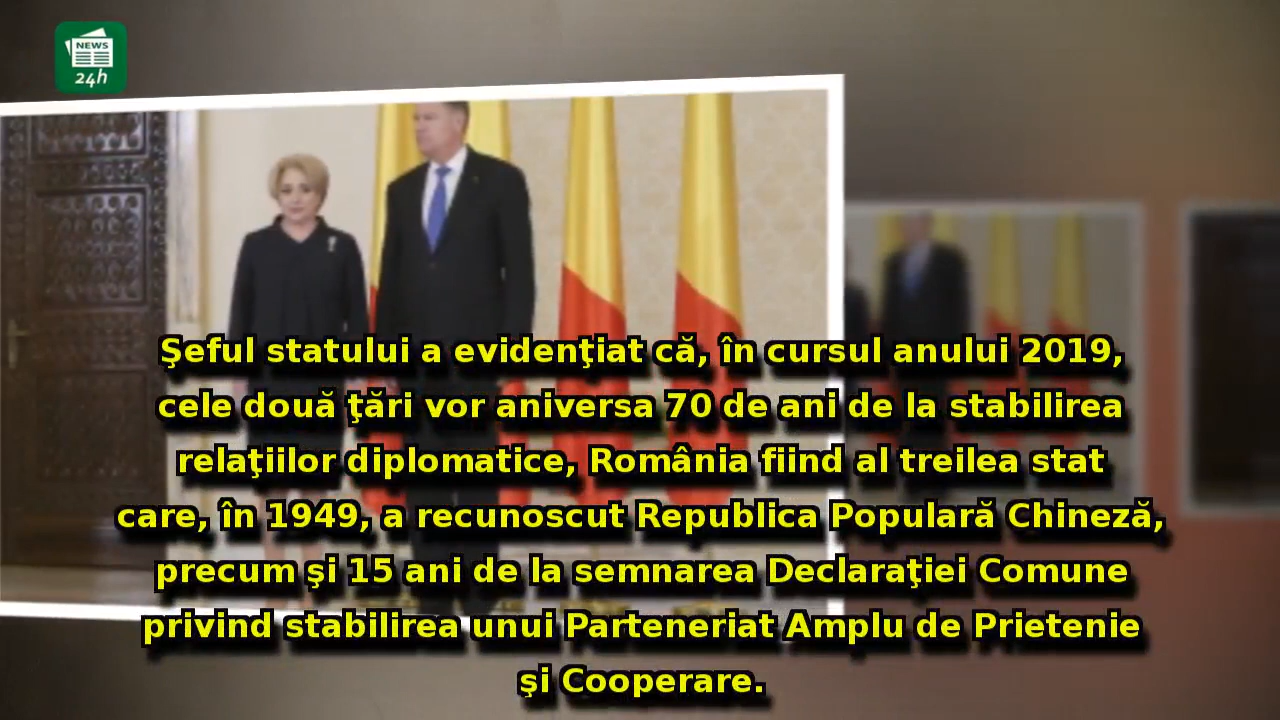 NEWS
24h
Şeful statului a evidenţiat că, în cursul anului 2019,
cele două ţări vor aniversa 70 de ani de la stabilirea
relaţiilor diplomatice, România fiind al treilea stat
care, în 1949, a recunoscut Republica Populară Chineză,
precum şi 15 ani de la semnarea Declaraţiei Comune
privind stabilirea unui Parteneriat Amplu de Prietenie
şi Cooperare.